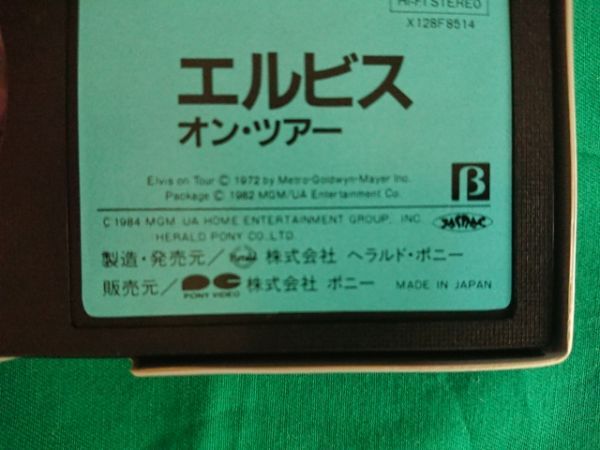 HI-FI STEREO
X128F8514
エルビス
オン・ツアー
Elvis on Tour © 1972 by Metro-Goldwyn-Mayer Inc.
Package © 1982 MGM/UA Entertainment Co.
β
© 1984 MGM UA HOME ENTERTAINMENT GROUP, INC.
HERALD PONY CO.,LTD.
製造・発売元/ 株式会社 ヘラルド・ポニー
販売元/ PONY VIDEO 株式会社 ポニー MADE IN JAPAN